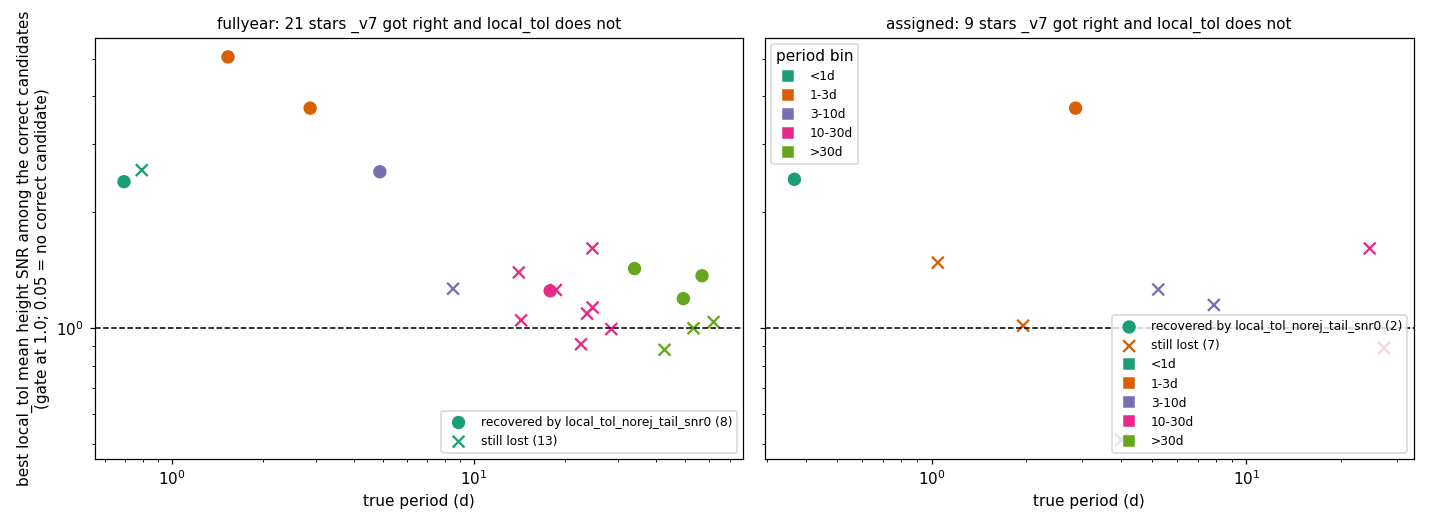 fullyear: 21 stars _v7 got right and local_tol does not
best local_tol mean height SNR among the correct candidates
(gate at 1.0; 0.05 = no correct candidate)
10⁰
recovered by local_tol_norej_tail_snr0 (8)
still lost (13)
10⁰
10¹
true period (d)
assigned: 9 stars _v7 got right and local_tol does not
period bin
<1d
1-3d
3-10d
10-30d
>30d
recovered by local_tol_norej_tail_snr0 (2)
still lost (7)
<1d
1-3d
3-10d
10-30d
>30d
10⁰
10¹
true period (d)